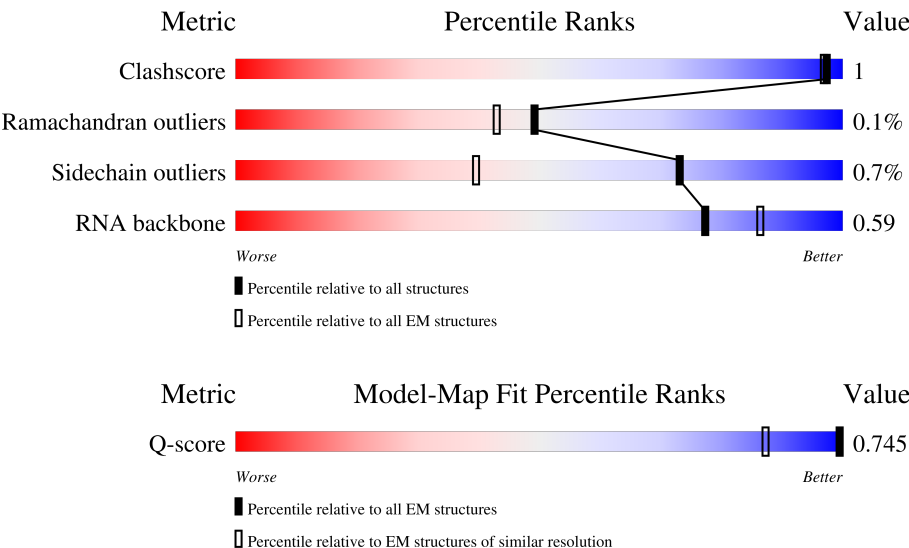 Metric Percentile Ranks Value
Clashscore 1
Ramachandran outliers 0.1%
Sidechain outliers 0.7%
RNA backbone 0.59
Worse Better
Percentile relative to all structures
Percentile relative to all EM structures
Metric Model-Map Fit Percentile Ranks Value
Q-score 0.745
Worse Better
Percentile relative to all EM structures
Percentile relative to EM structures of similar resolution